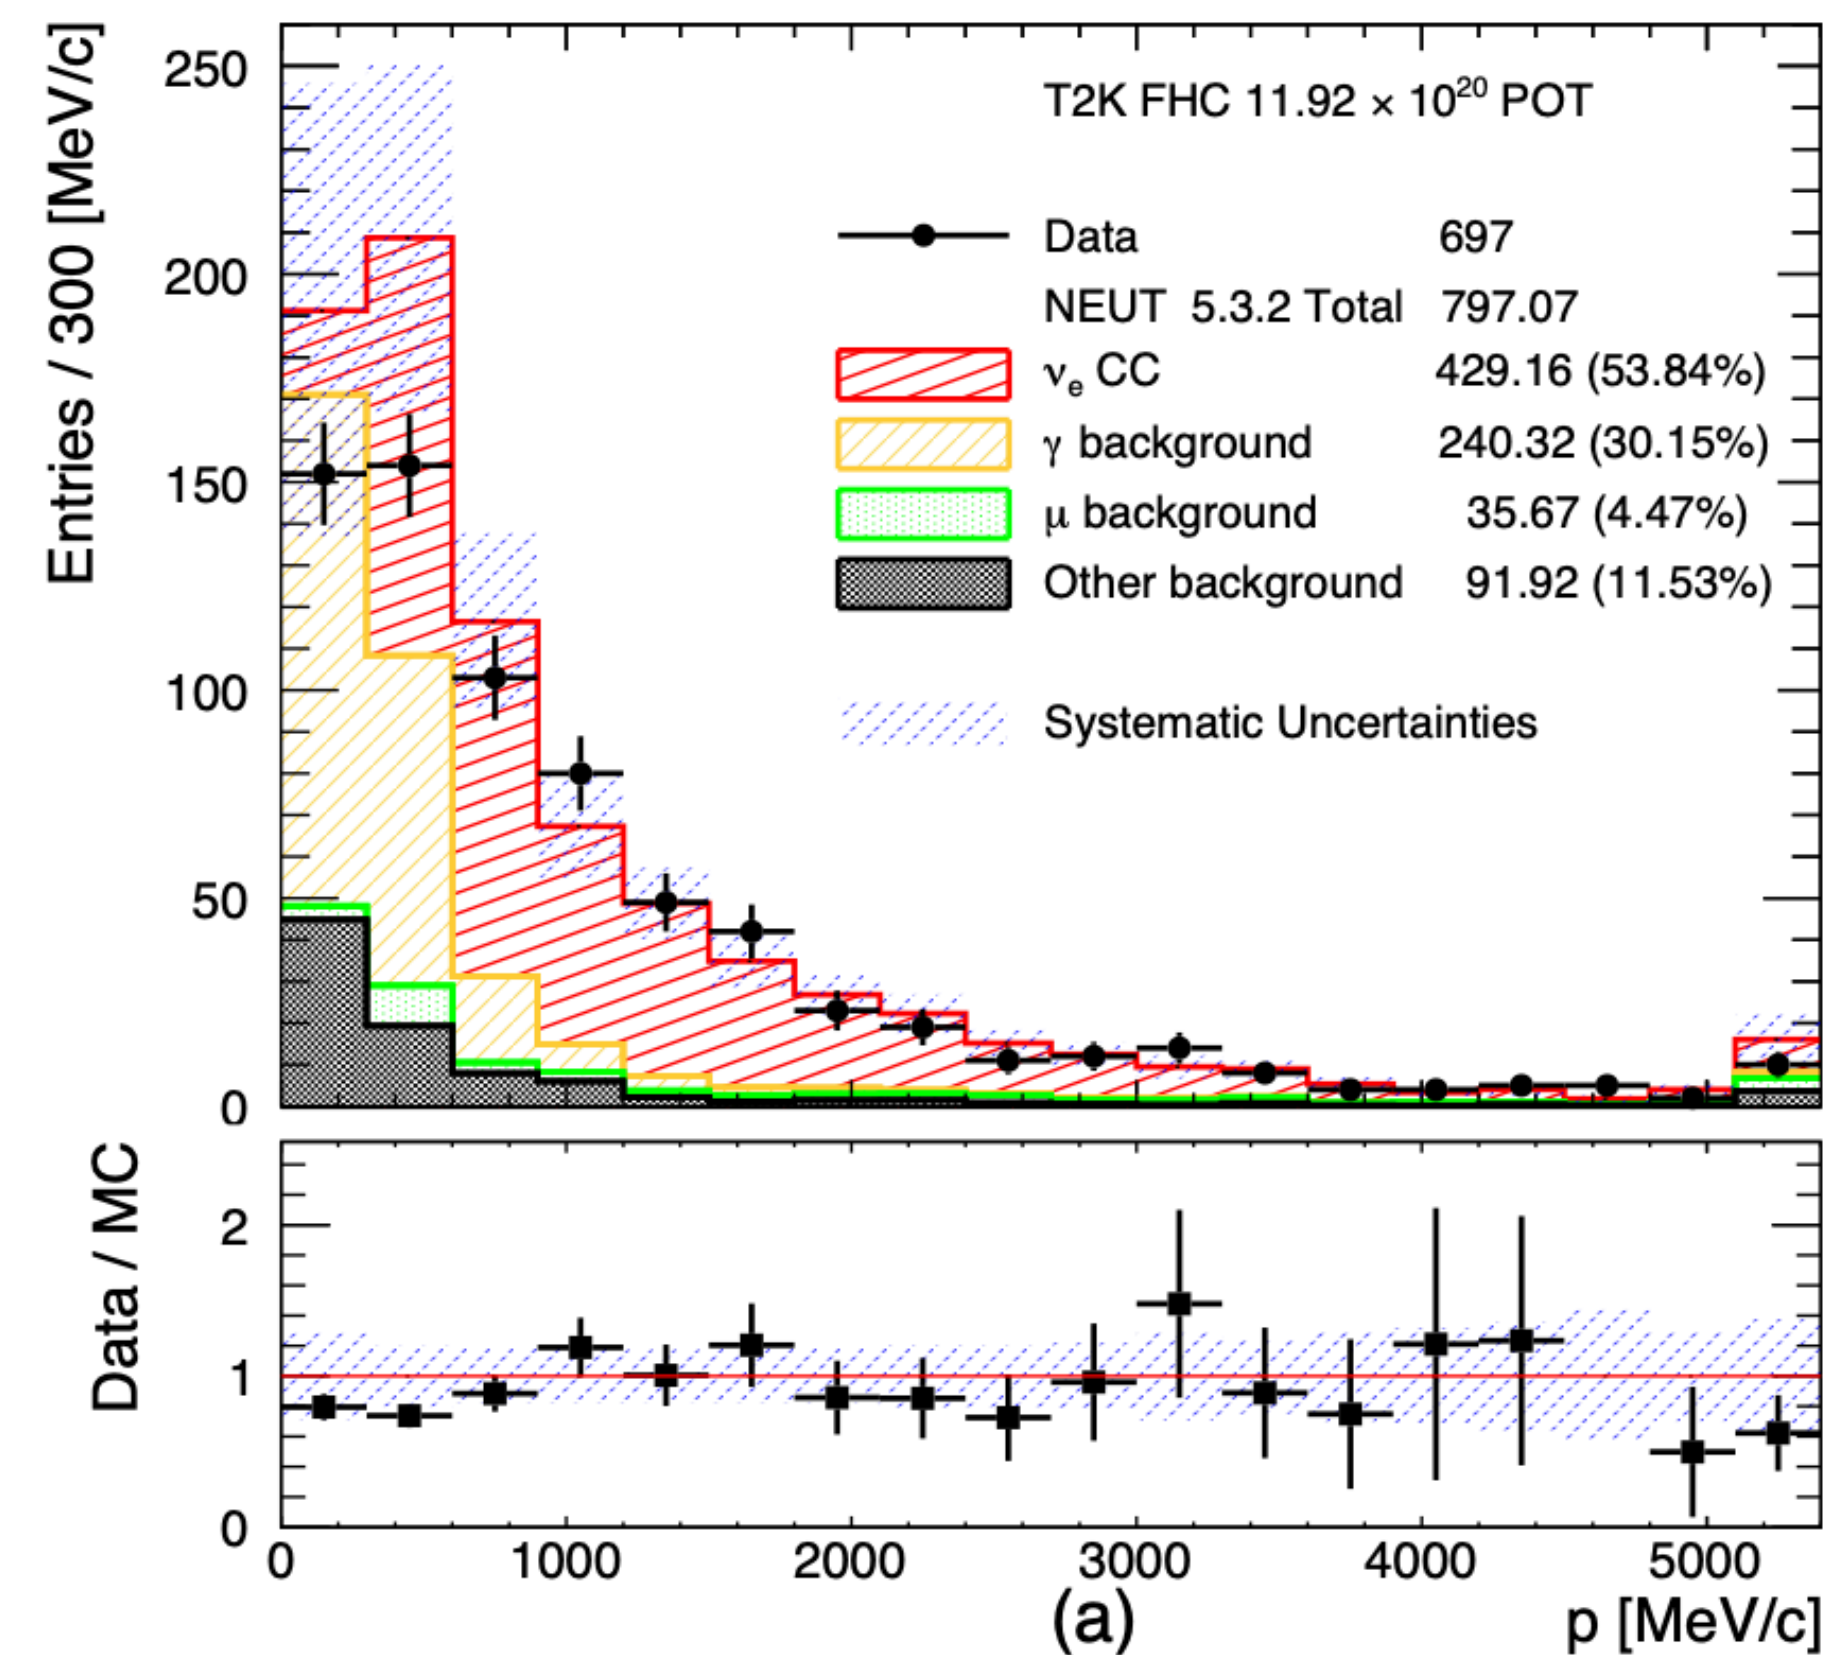 Entries / 300 [MeV/c]
250
200
150
100
50
0
T2K FHC 11.92 × 10²⁰ POT
Data 697
NEUT 5.3.2 Total 797.07
νₑ CC 429.16 (53.84%)
γ background 240.32 (30.15%)
μ background 35.67 (4.47%)
Other background 91.92 (11.53%)
Systematic Uncertainties
Data / MC
2
1
0
0 1000 2000 3000 4000 5000
(a)
p [MeV/c]